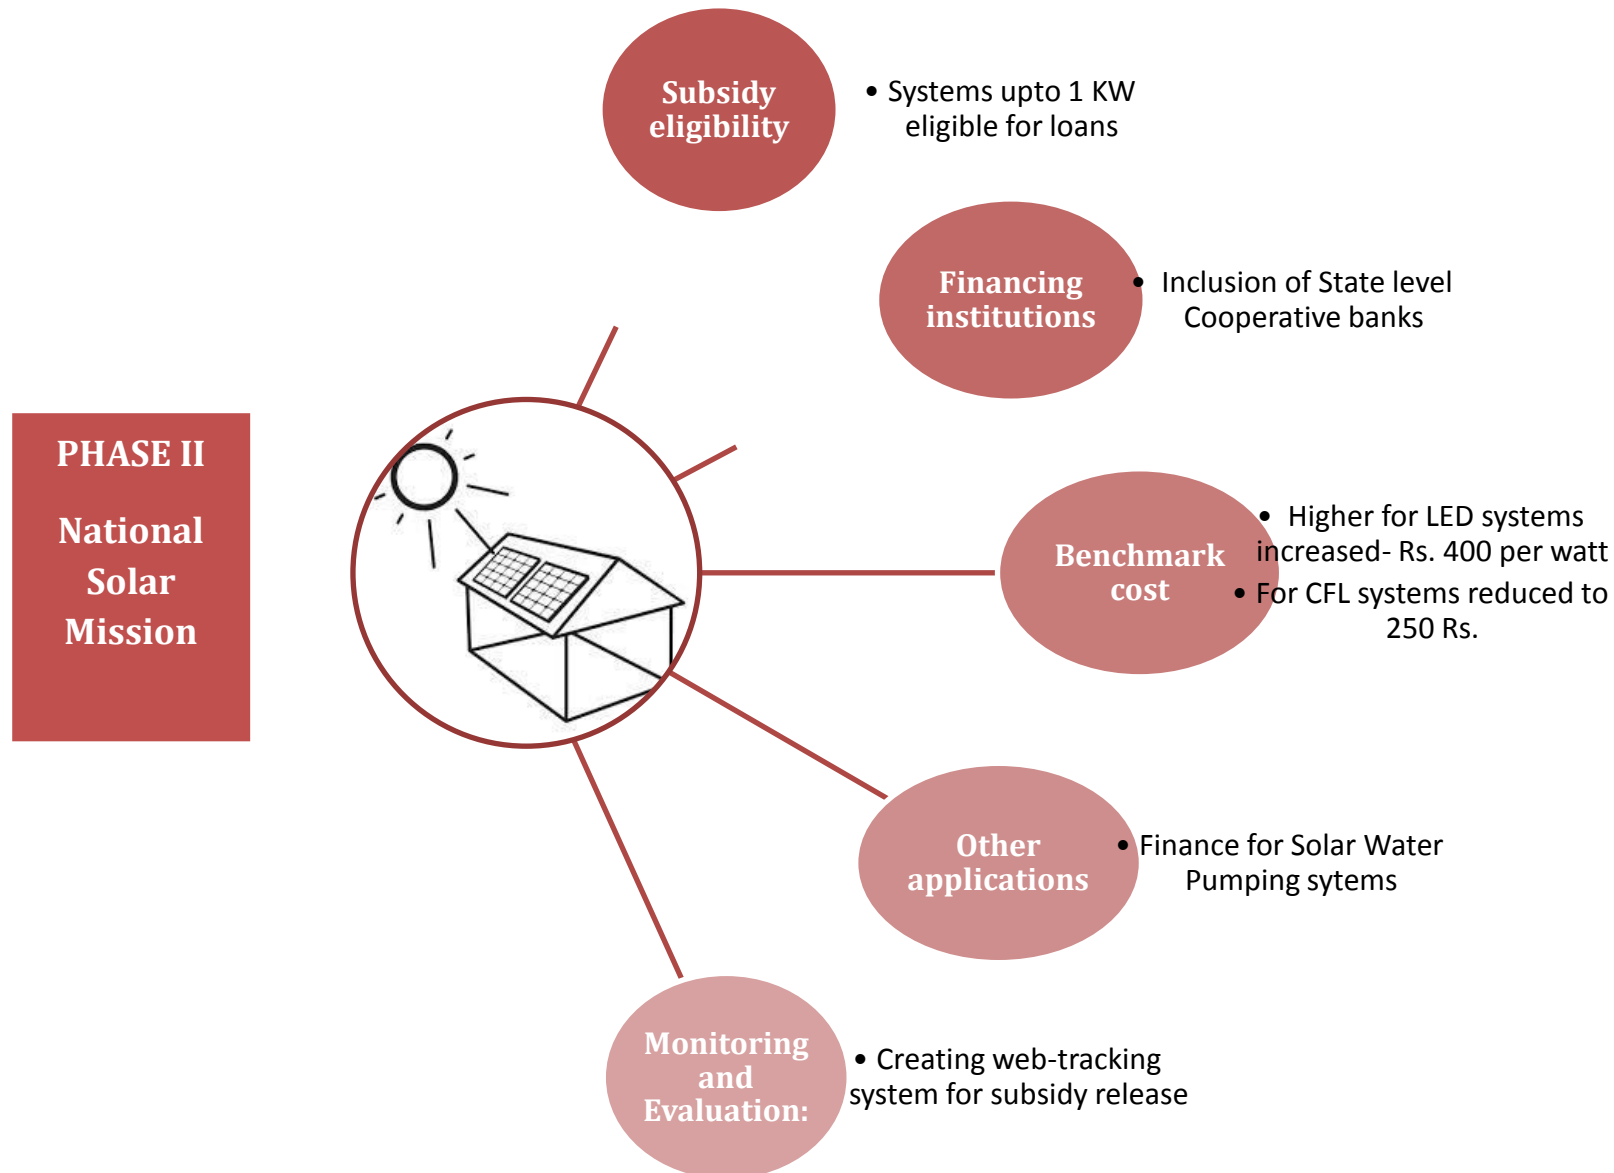 PHASE II
National
Solar
Mission
Subsidy
eligibility
• Systems upto 1 KW
eligible for loans
Financing
institutions
• Inclusion of State level
Cooperative banks
Benchmark
cost
• Higher for LED systems
increased- Rs. 400 per watt
• For CFL systems reduced to
250 Rs.
Other
applications
• Finance for Solar Water
Pumping sytems
Monitoring
and
Evaluation:
• Creating web-tracking
system for subsidy release